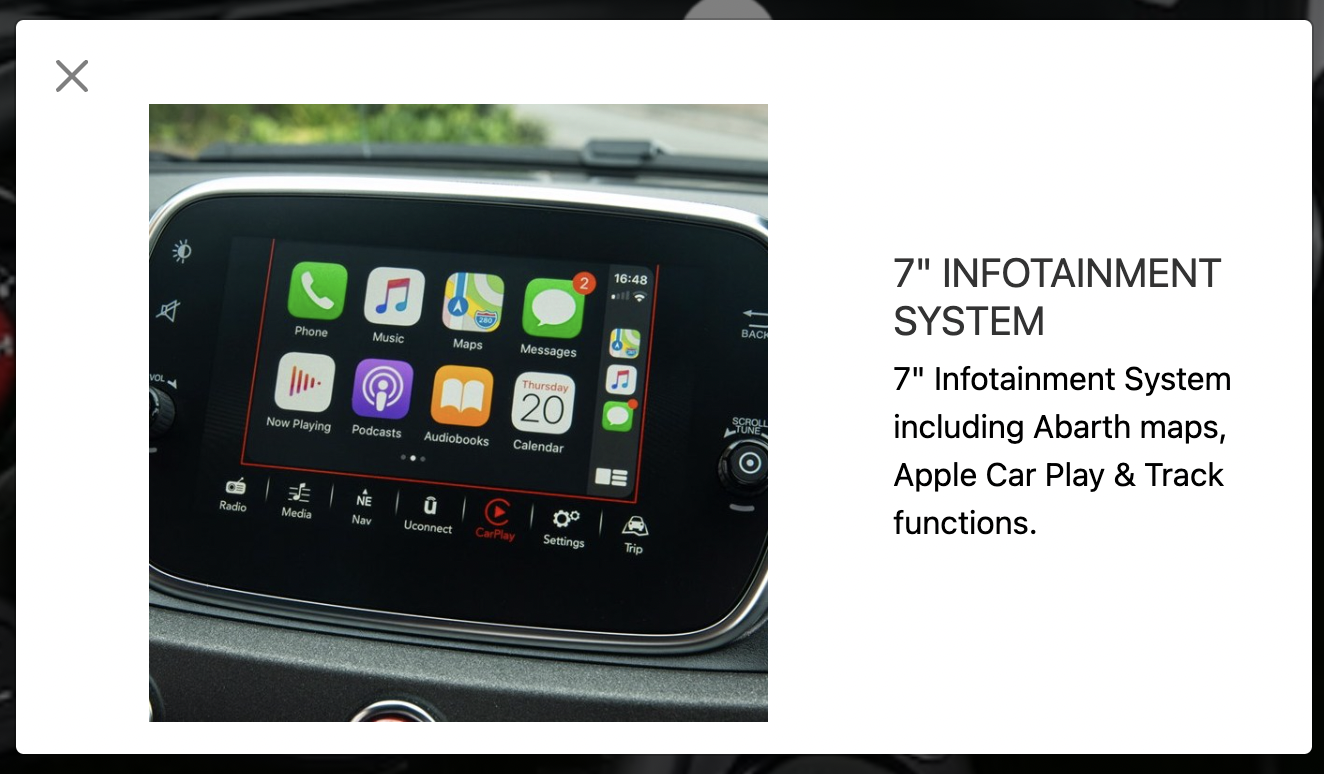 16:48
2
280
Phone
Music
Maps
Messages
Thursday
20
Now Playing
Podcasts
Audiobooks
Calendar
VOL
BACK
SCROLL
TUNE
NE
Radio
Media
Nav
Uconnect
CarPlay
Settings
Trip
7" INFOTAINMENT
SYSTEM
7" Infotainment System
including Abarth maps,
Apple Car Play & Track
functions.